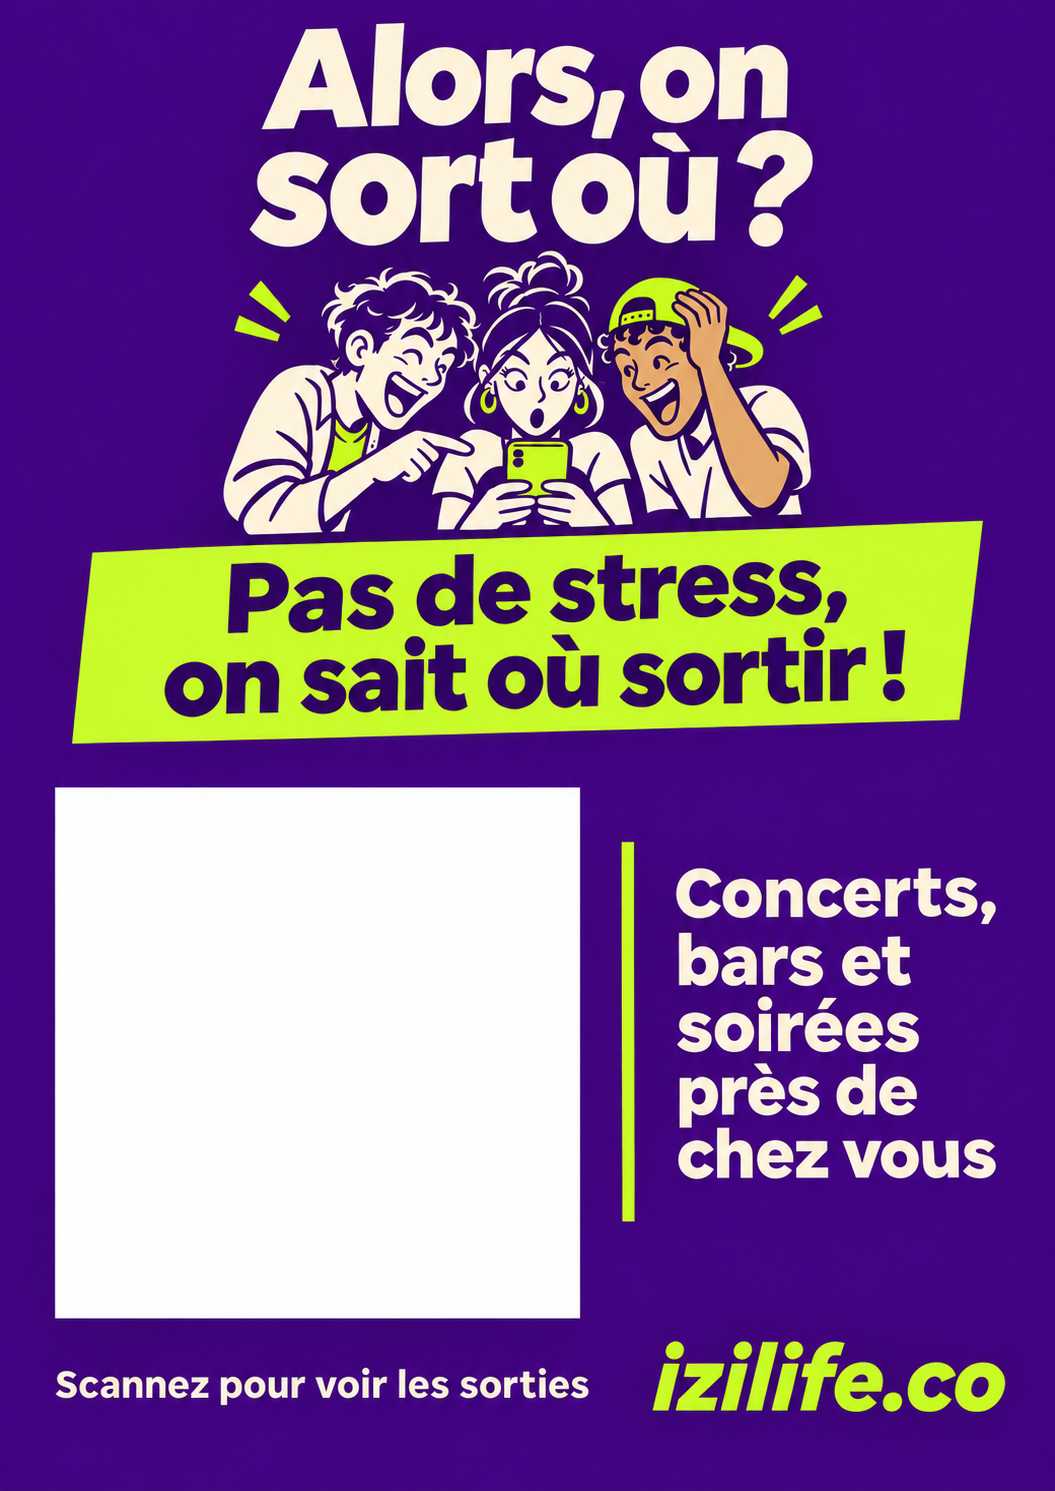 Alors, on
sort où ?
Pas de stress,
on sait où sortir !
Concerts,
bars et
soirées
près de
chez vous
Scannez pour voir les sorties
izilife.co